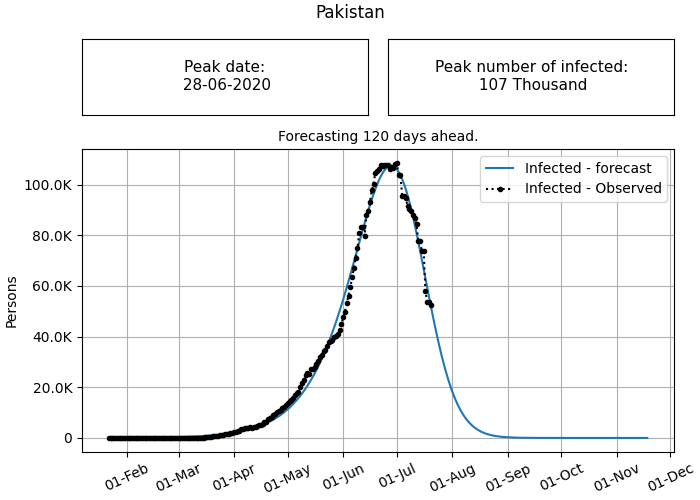 Pakistan
Peak date:
28-06-2020
Peak number of infected:
107 Thousand
Forecasting 120 days ahead.
Infected - forecast
Infected - Observed
Persons
100.0K
80.0K
60.0K
40.0K
20.0K
0
01-Feb 01-Mar 01-Apr 01-May 01-Jun 01-Jul 01-Aug 01-Sep 01-Oct 01-Nov 01-Dec